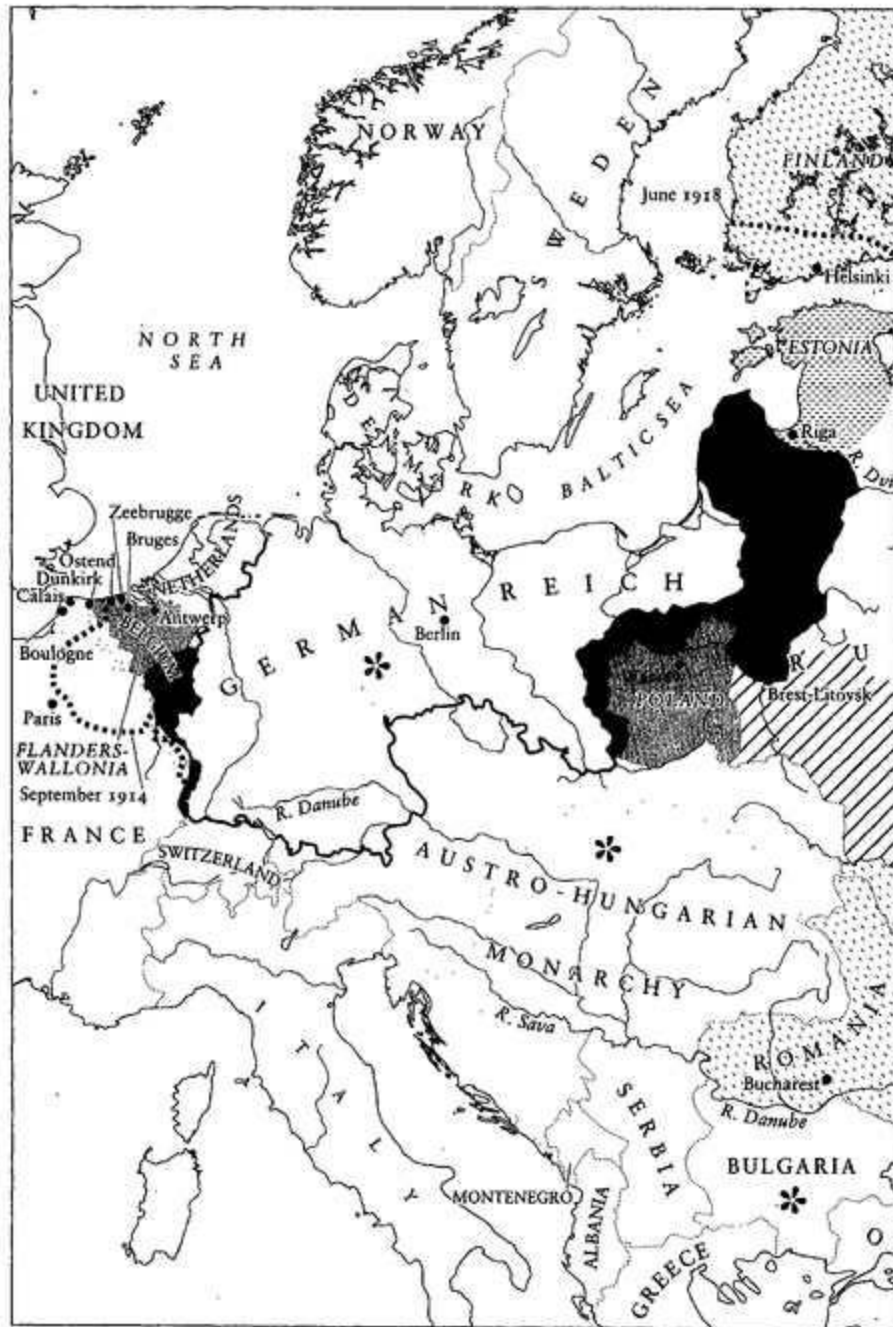 NORWAY
SWEDEN
FINLAND
June 1918
Helsinki
NORTH
SEA
ESTONIA
UNITED
KINGDOM
DENMARK
BALTIC SEA
Riga
Zeebrugge
Bruges
Ostend
Dunkirk
Calais
NETHERLANDS
Antwerp
BELGIUM
Boulogne
GERMAN REICH
Berlin
POLAND
Brest-Litovsk
R U
Paris
FLANDERS-
WALLONIA
September 1914
FRANCE
R. Danube
SWITZERLAND
AUSTRO-HUNGARIAN
MONARCHY
R. Sava
ITALY
ROMANIA
Bucharest
R. Danube
SERBIA
BULGARIA
MONTENEGRO
ALBANIA
GREECE
O